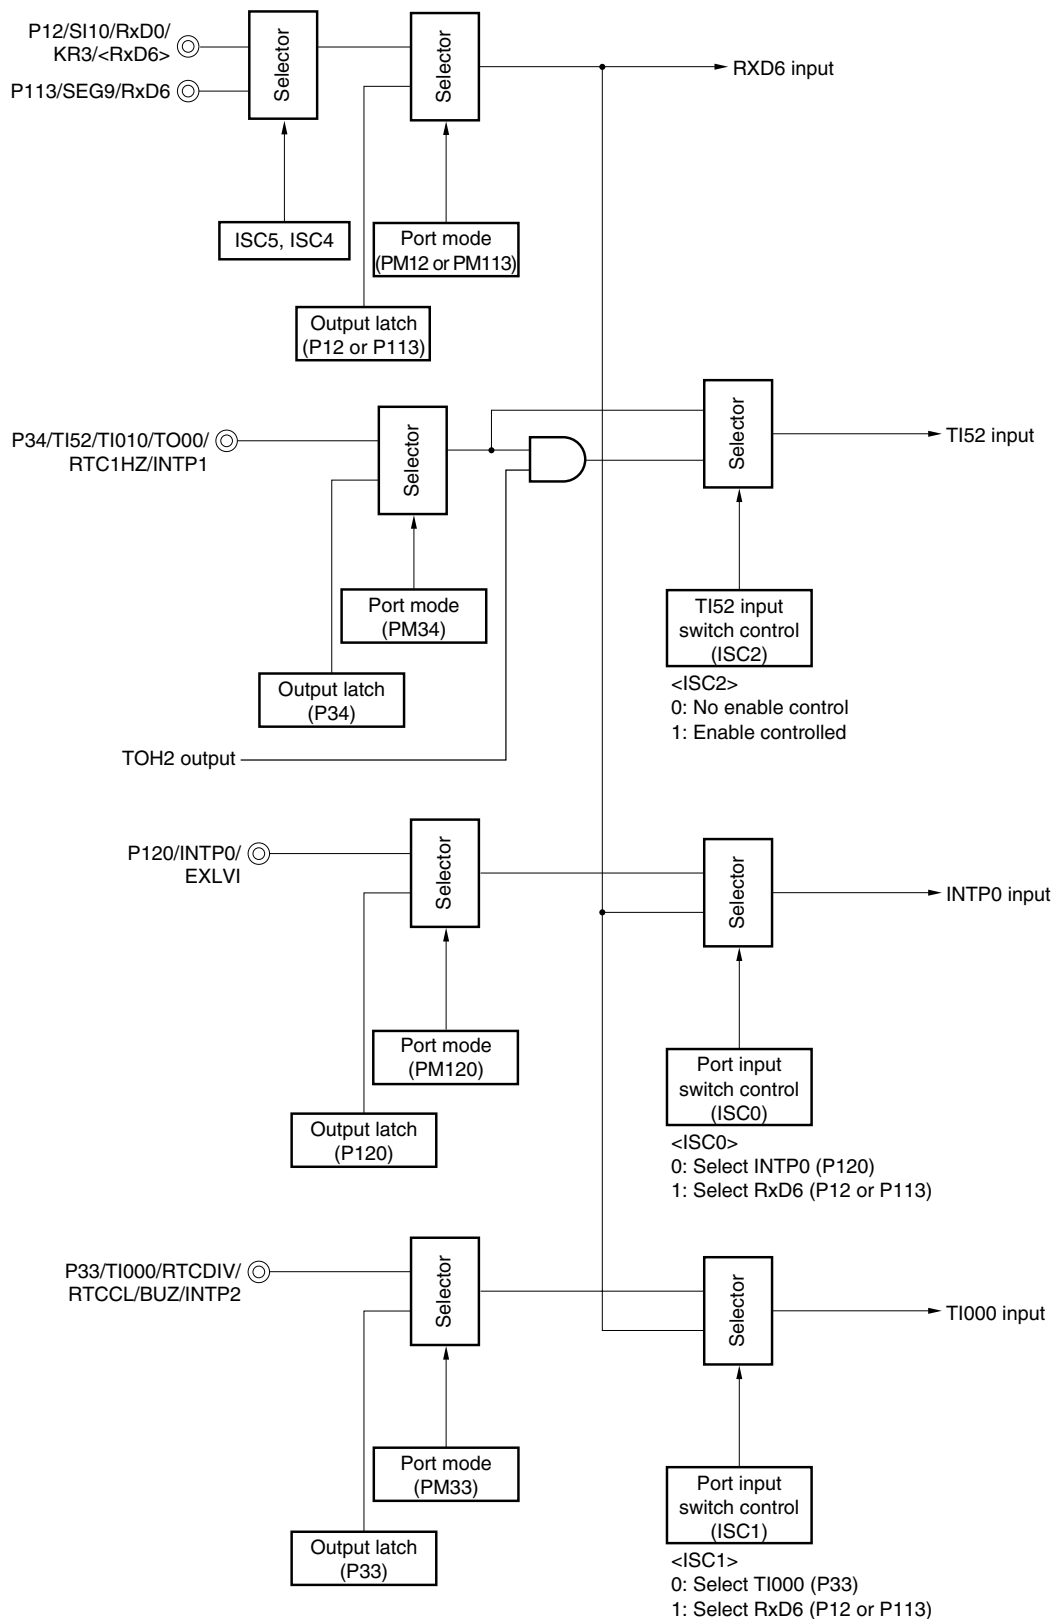 P12/SI10/RxD0/
KR3/<RxD6>
P113/SEG9/RxD6
Selector
Selector
RXD6 input
ISC5, ISC4
Port mode
(PM12 or PM113)
Output latch
(P12 or P113)
P34/TI52/TI010/TO00/
RTC1HZ/INTP1
Selector
Selector
TI52 input
Port mode
(PM34)
TI52 input
switch control
(ISC2)
Output latch
(P34)
<ISC2>
0: No enable control
1: Enable controlled
TOH2 output
P120/INTP0/
EXLVI
Selector
Selector
INTP0 input
Port mode
(PM120)
Port input
switch control
(ISC0)
Output latch
(P120)
<ISC0>
0: Select INTP0 (P120)
1: Select RxD6 (P12 or P113)
P33/TI000/RTCDIV/
RTCCL/BUZ/INTP2
Selector
Selector
TI000 input
Port mode
(PM33)
Port input
switch control
(ISC1)
Output latch
(P33)
<ISC1>
0: Select TI000 (P33)
1: Select RxD6 (P12 or P113)